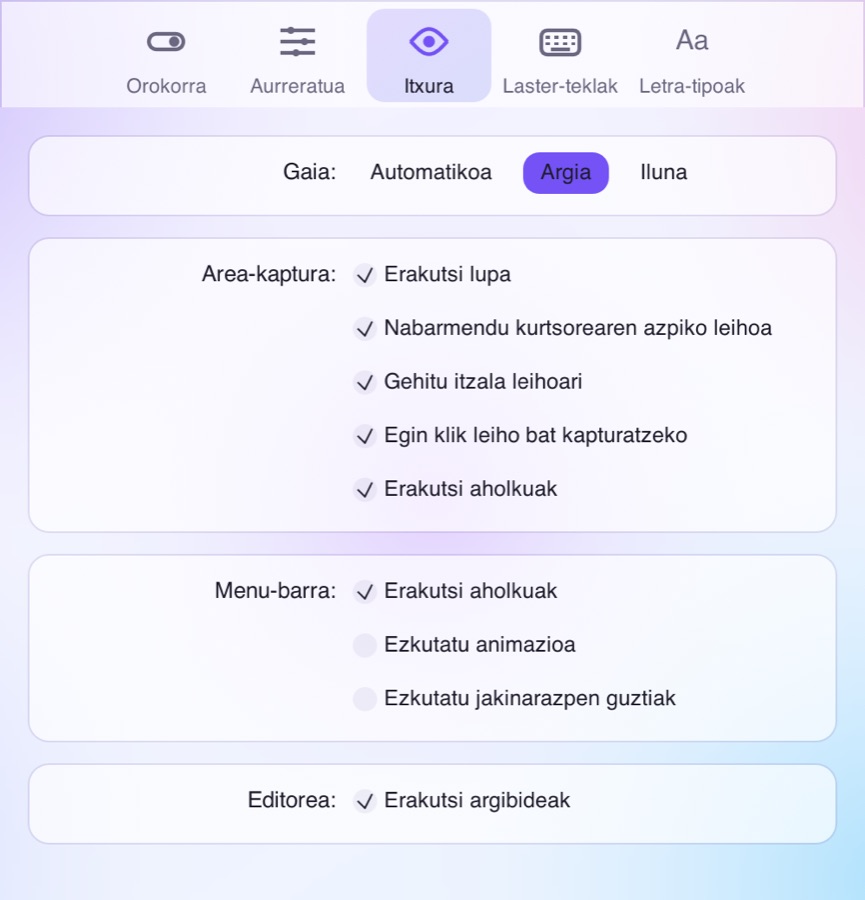 Orokorra Aurreratua Itxura Laster-teklak Aa Letra-tipoak
Gaia: Automatikoa Argia Iluna
Area-kaptura: Erakutsi lupa
Nabarmendu kurtsorearen azpiko leihoa
Gehitu itzala leihoari
Egin klik leiho bat kapturatzeko
Erakutsi aholkuak
Menu-barra: Erakutsi aholkuak
Ezkutatu animazioa
Ezkutatu jakinarazpen guztiak
Editorea: Erakutsi argibideak